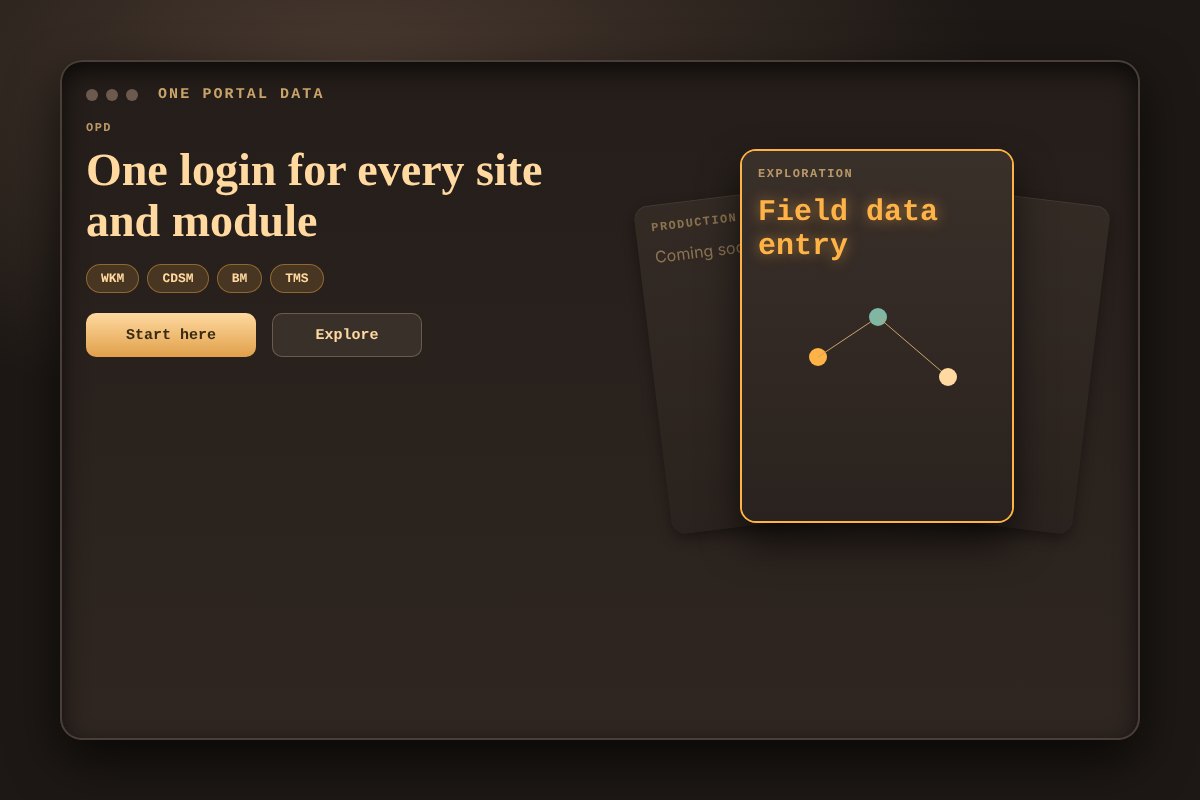 ONE PORTAL DATA
OPD
One login for every site
and module
WKM CDSM BM TMS
Start here Explore
PRODUCTION
Coming
EXPLORATION
Field data
entry